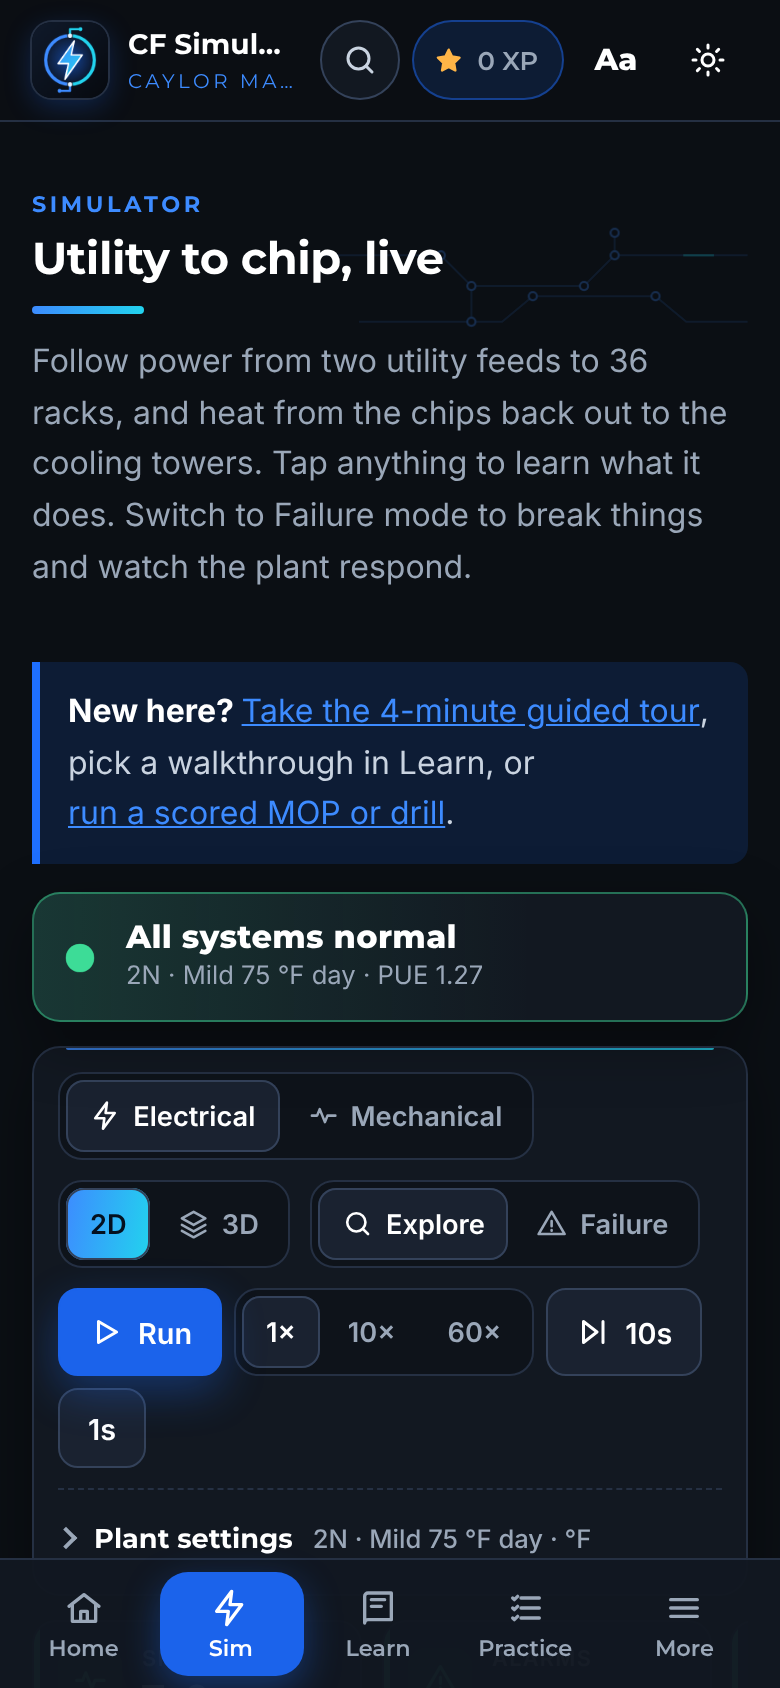 CF Simul...
CAYLOR MA...
0 XP
Aa
SIMULATOR
Utility to chip, live
Follow power from two utility feeds to 36
racks, and heat from the chips back out to the
cooling towers. Tap anything to learn what it
does. Switch to Failure mode to break things
and watch the plant respond.
New here? Take the 4-minute guided tour,
pick a walkthrough in Learn, or
run a scored MOP or drill.
All systems normal
2N · Mild 75 °F day · PUE 1.27
Electrical
Mechanical
2D
3D
Explore
Failure
Run
1×
10×
60×
10s
1s
Plant settings 2N · Mild 75 °F day · °F
Home
Sim
Learn
Practice
More